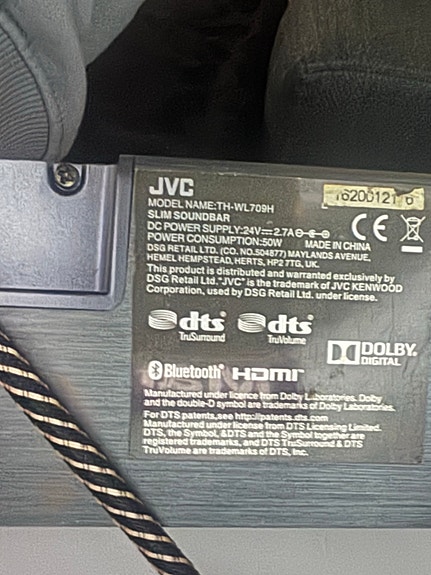 JVC
MODEL NAME:TH-WL709H
SLIM SOUNDBAR
DC POWER SUPPLY:24V⎓2.7A
POWER CONSUMPTION:50W
MADE IN CHINA
CE
DSG RETAIL LTD. (CO.NO.504877) MAYLANDS AVENUE,
HEMEL HEMPSTEAD, HERTS, HP2 7TG, UK.
This product is distributed and warranted exclusively by
DSG Retail Ltd."JVC" is the trademark of JVC KENWOOD
Corporation, used by DSG Retail Ltd. under license.
dts TruSurround
dts TruVolume
DOLBY DIGITAL
Bluetooth® HDMI
Manufactured under licence from Dolby Laboratories. Dolby
and the double-D symbol are trademarks of Dolby Laboratories.
For DTS patents,see http://patents.dts.com
Manufactured under license from DTS Licensing Limited.
DTS, the Symbol, &DTS and the Symbol together are
registered trademarks, and DTS TruSurround & DTS
TruVolume are trademarks of DTS, Inc.